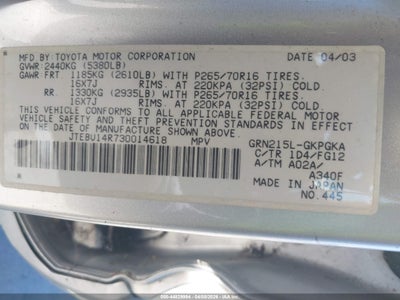 MFD BY TOYOTA MOTOR CORPORATION DATE 04/03
GVWR 2440KG (5380LB)
GAWR FRT 1185KG (2610LB) WITH P265/70R16 TIRES.
16X7J RIMS. AT 220KPA (32PSI) COLD.
RR 1330KG (2935LB) WITH P265/70R16 TIRES.
16X7J RIMS. AT 220KPA (32PSI) COLD.
THIS VEHICLE CONFORMS TO ALL APPLICABLE FEDERAL MOTOR
VEHICLE SAFETY AND THEFT PREVENTION STANDARDS IN
EFFECT ON THE DATE OF MANUFACTURE SHOWN ABOVE.
JTEBU14R730014618 MPV GRN215L-GKPGKA
C/TR 1D4/FG12
A/TM A02A/
A340F
MADE IN JAPAN
NO. 445